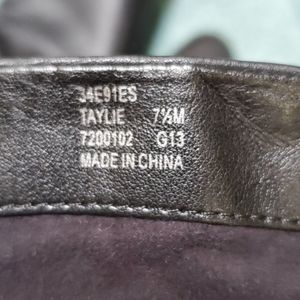 34E91ES
TAYLIE 7½M
7200102 G13
MADE IN CHINA